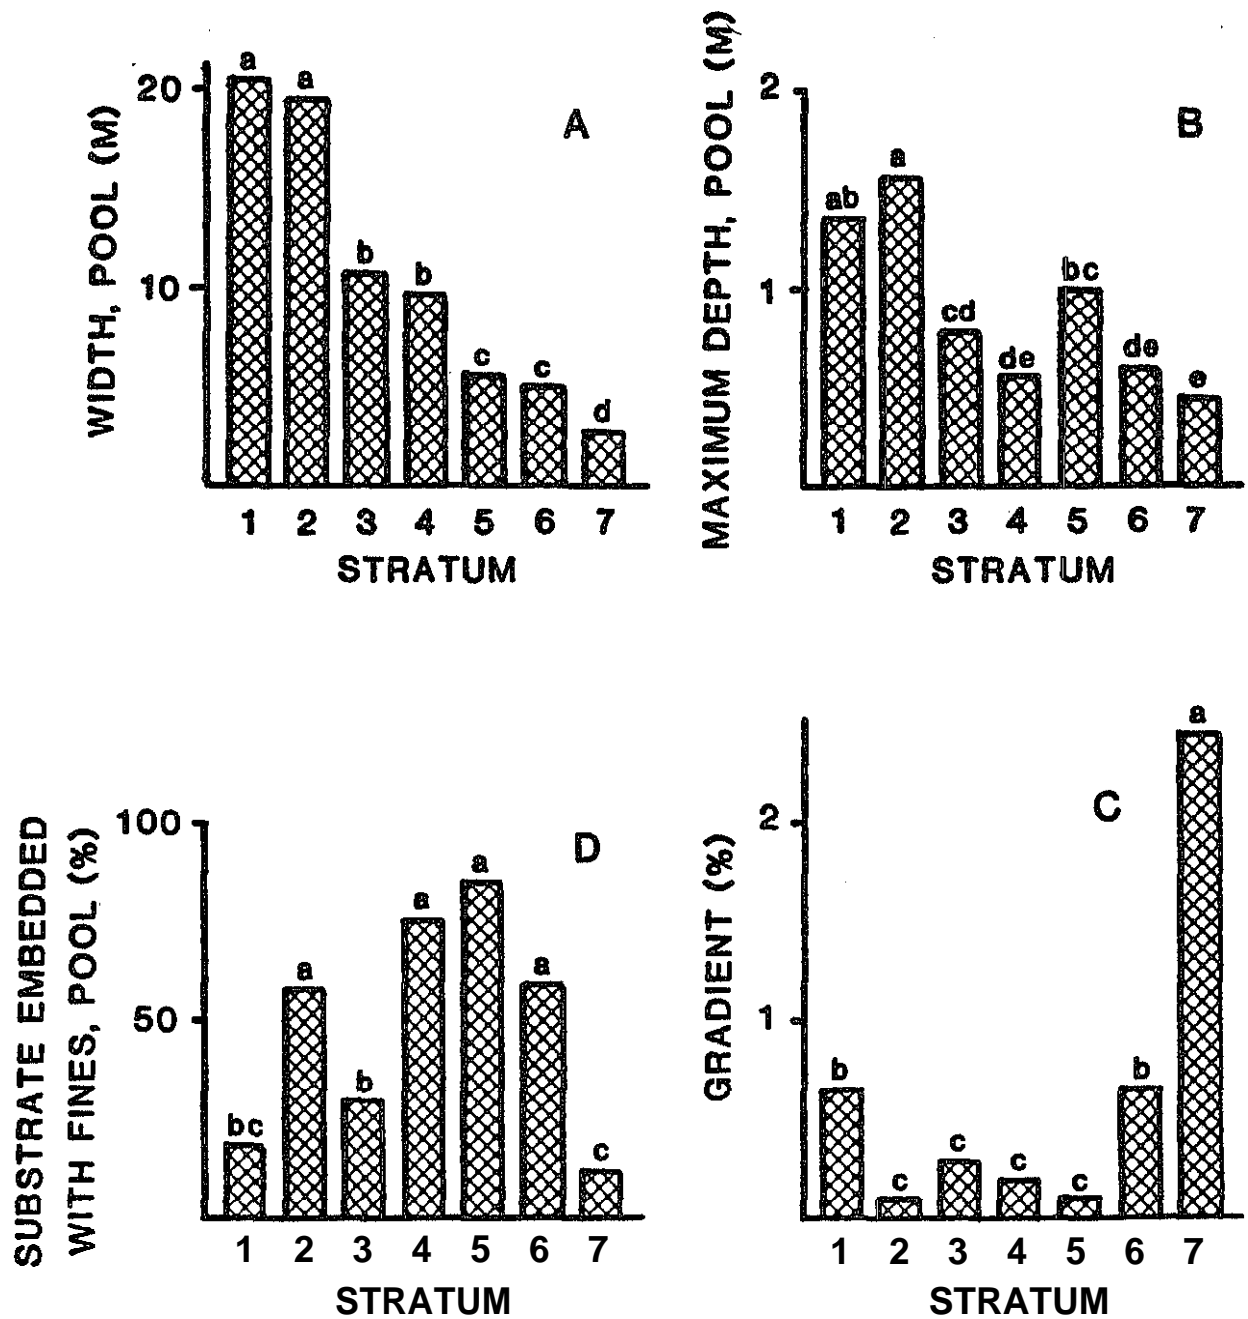 WIDTH, POOL (M)
20
10
a
a
b
b
c
c
d
A
1 2 3 4 5 6 7
STRATUM
MAXIMUM DEPTH, POOL (M)
2
1
ab
a
cd
de
bc
de
e
B
1 2 3 4 5 6 7
STRATUM
SUBSTRATE EMBEDDED
WITH FINES, POOL (%)
100
50
bc
a
b
a
a
a
c
D
1 2 3 4 5 6 7
STRATUM
GRADIENT (%)
2
1
b
c
c
c
c
b
a
C
1 2 3 4 5 6 7
STRATUM